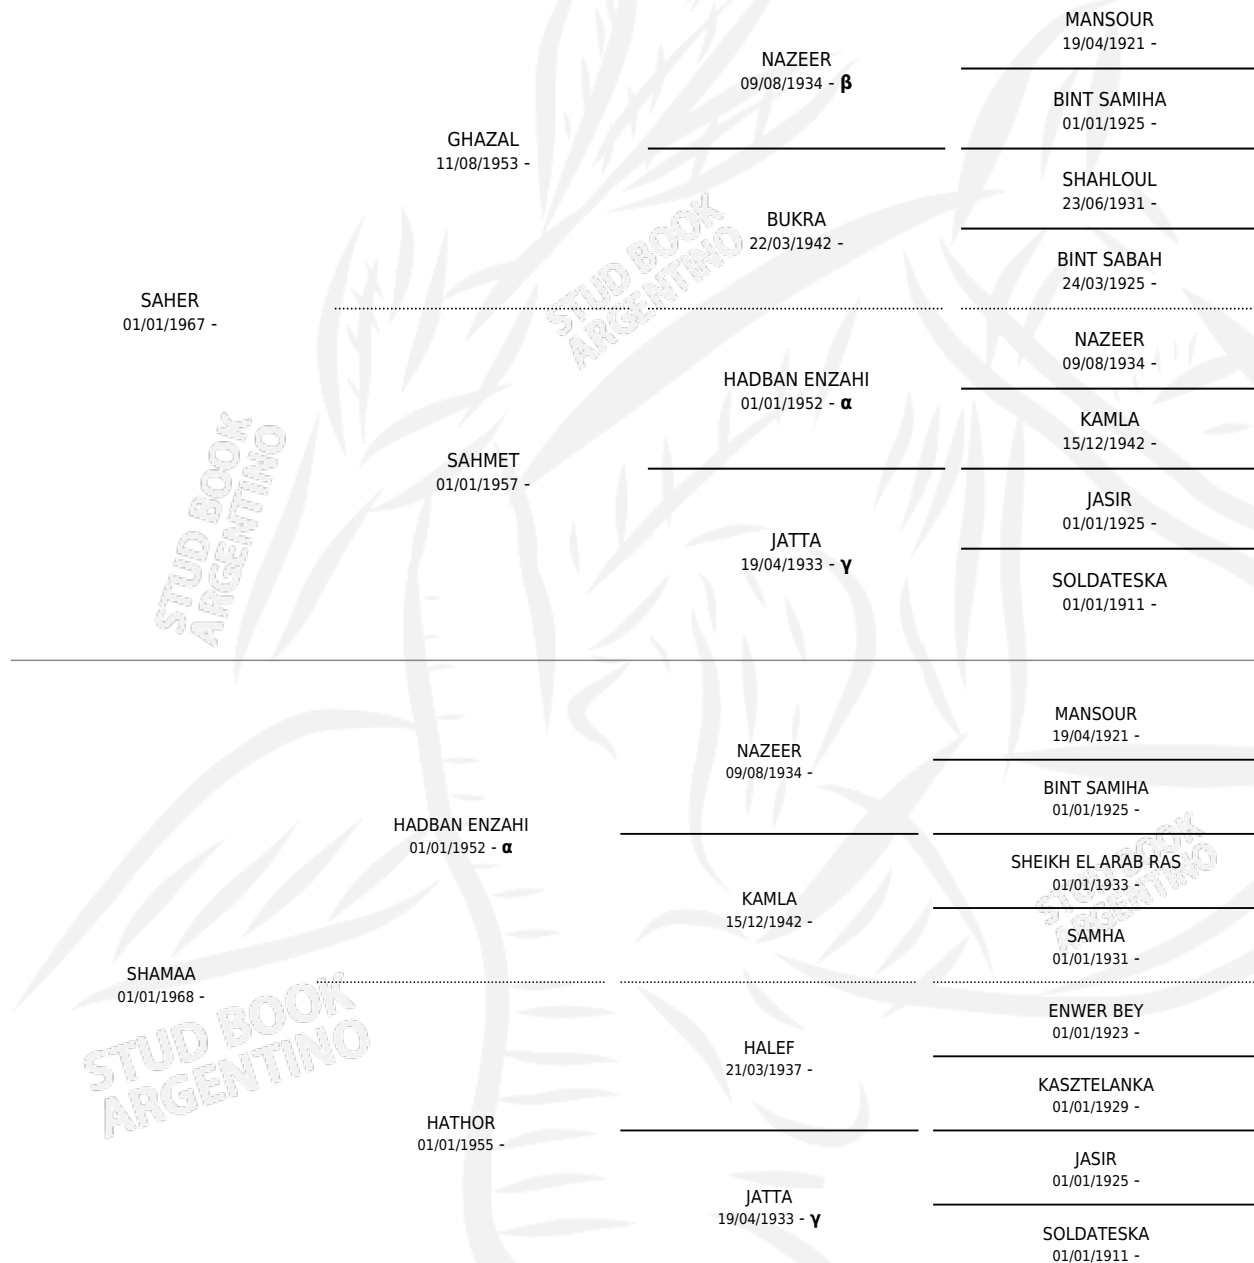 MANSOUR
19/04/1921 -
NAZEER
09/08/1934 - β
BINT SAMIHA
01/01/1925 -
GHAZAL
11/08/1953 -
SHAHLOUL
23/06/1931 -
BUKRA
22/03/1942 -
BINT SABAH
24/03/1925 -
SAHER
01/01/1967 -
NAZEER
09/08/1934 -
HADBAN ENZAHI
01/01/1952 - α
KAMLA
15/12/1942 -
SAHMET
01/01/1957 -
JASIR
01/01/1925 -
JATTA
19/04/1933 - γ
SOLDATESKA
01/01/1911 -
STUD BOOK
ARGENTINO
STUD BOOK
ARGENTINO
MANSOUR
19/04/1921 -
NAZEER
09/08/1934 -
BINT SAMIHA
01/01/1925 -
HADBAN ENZAHI
01/01/1952 - α
SHEIKH EL ARAB RAS
01/01/1933 -
KAMLA
15/12/1942 -
SAMHA
01/01/1931 -
SHAMAA
01/01/1968 -
ENWER BEY
01/01/1923 -
HALEF
21/03/1937 -
KASZTELANKA
01/01/1929 -
HATHOR
01/01/1955 -
JASIR
01/01/1925 -
JATTA
19/04/1933 - γ
SOLDATESKA
01/01/1911 -
STUD BOOK
ARGENTINO
STUD BOOK
ARGENTINO